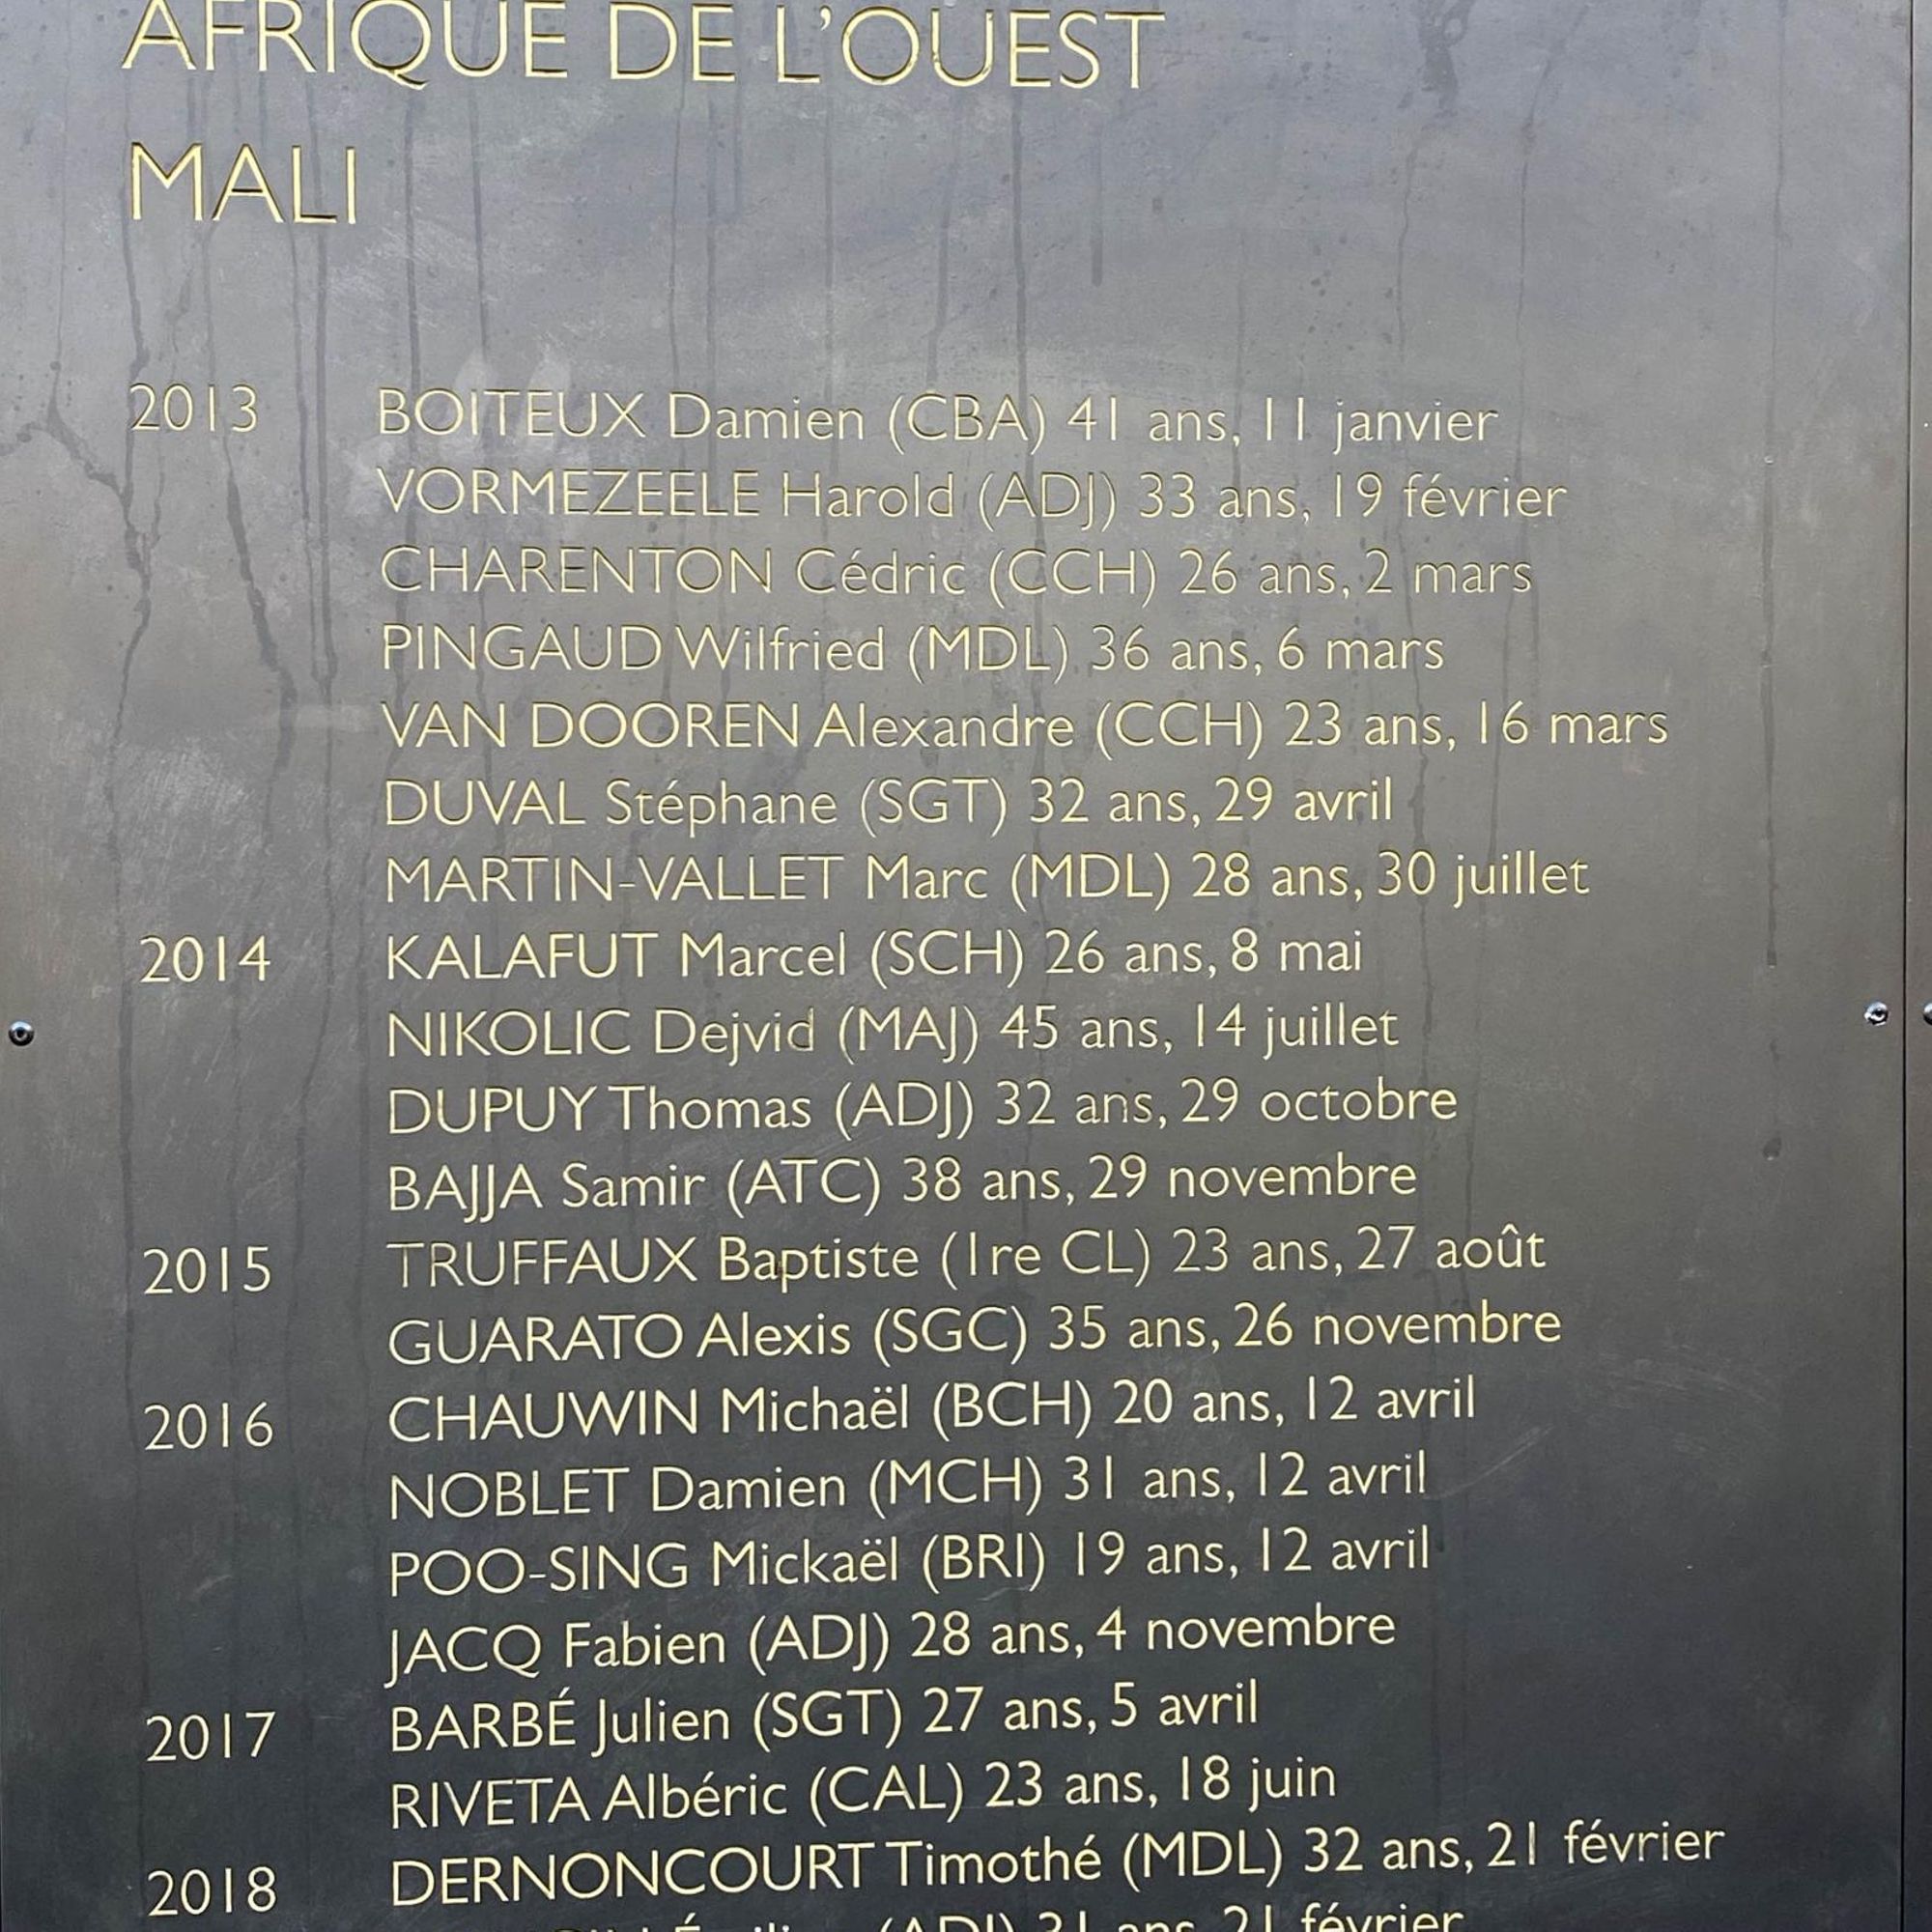 AFRIQUE DE L'OUEST
MALI
2013 BOITEUX Damien (CBA) 41 ans, 11 janvier
VORMEZEELE Harold (ADJ) 33 ans, 19 février
CHARENTON Cédric (CCH) 26 ans, 2 mars
PINGAUD Wilfried (MDL) 36 ans, 6 mars
VAN DOOREN Alexandre (CCH) 23 ans, 16 mars
DUVAL Stéphane (SGT) 32 ans, 29 avril
MARTIN-VALLET Marc (MDL) 28 ans, 30 juillet
2014 KALAFUT Marcel (SCH) 26 ans, 8 mai
NIKOLIC Dejvid (MAJ) 45 ans, 14 juillet
DUPUY Thomas (ADJ) 32 ans, 29 octobre
BAJJA Samir (ATC) 38 ans, 29 novembre
2015 TRUFFAUX Baptiste (1re CL) 23 ans, 27 août
GUARATO Alexis (SGC) 35 ans, 26 novembre
2016 CHAUWIN Michaël (BCH) 20 ans, 12 avril
NOBLET Damien (MCH) 31 ans, 12 avril
POO-SING Mickaël (BRI) 19 ans, 12 avril
JACQ Fabien (ADJ) 28 ans, 4 novembre
2017 BARBÉ Julien (SGT) 27 ans, 5 avril
RIVETA Albéric (CAL) 23 ans, 18 juin
2018 DERNONCOURT Timothé (MDL) 32 ans, 21 février
(ADJ) 31 ans, 21 février